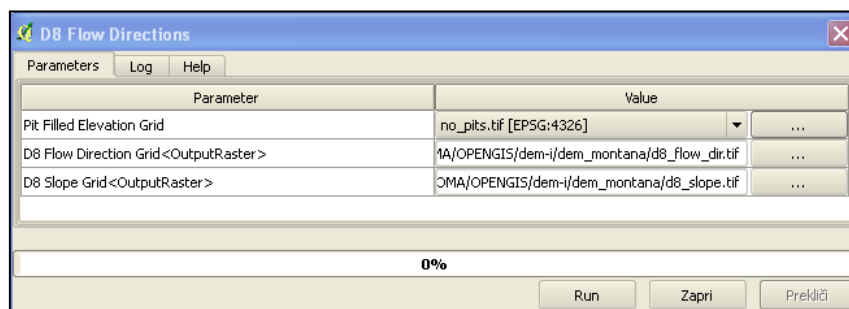 D8 Flow Directions
Parameters Log Help
Parameter Value
Pit Filled Elevation Grid no_pits.tif [EPSG:4326] ...
D8 Flow Direction Grid<OutputRaster> MA/OPENGIS/dem-i/dem_montana/d8_flow_dir.tif ...
D8 Slope Grid<OutputRaster> OMA/OPENGIS/dem-i/dem_montana/d8_slope.tif ...
0%
Run Zapri Prekliči